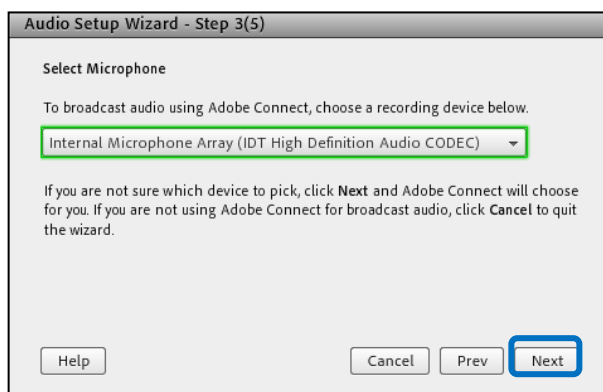 Audio Setup Wizard - Step 3(5)
Select Microphone
To broadcast audio using Adobe Connect, choose a recording device below.
Internal Microphone Array (IDT High Definition Audio CODEC)
If you are not sure which device to pick, click Next and Adobe Connect will choose
for you. If you are not using Adobe Connect for broadcast audio, click Cancel to quit
the wizard.
Help Cancel Prev Next